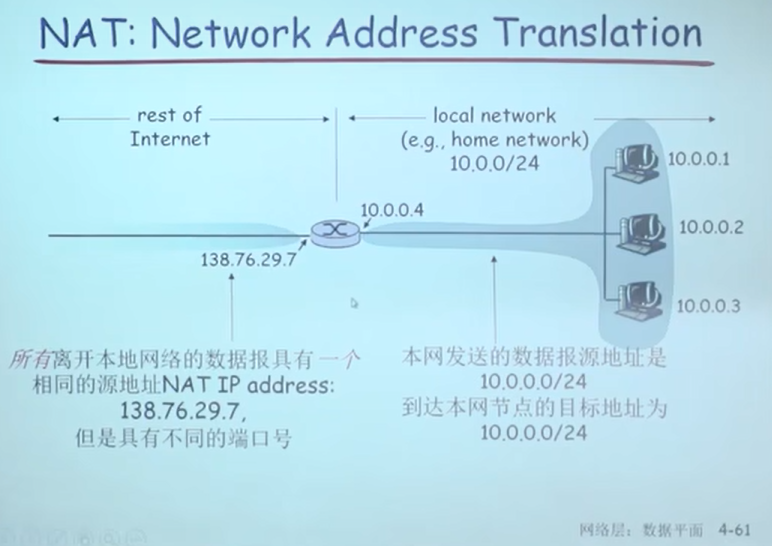 NAT: Network Address Translation
rest of
Internet
local network
(e.g., home network)
10.0.0/24
10.0.0.1
10.0.0.4
10.0.0.2
138.76.29.7
10.0.0.3
所有离开本地网络的数据报具有一个
相同的源地址NAT IP address:
138.76.29.7,
但是具有不同的端口号
本网发送的数据报源地址是
10.0.0.0/24
到达本网节点的目标地址为
10.0.0.0/24
网络层：数据平面 4-61